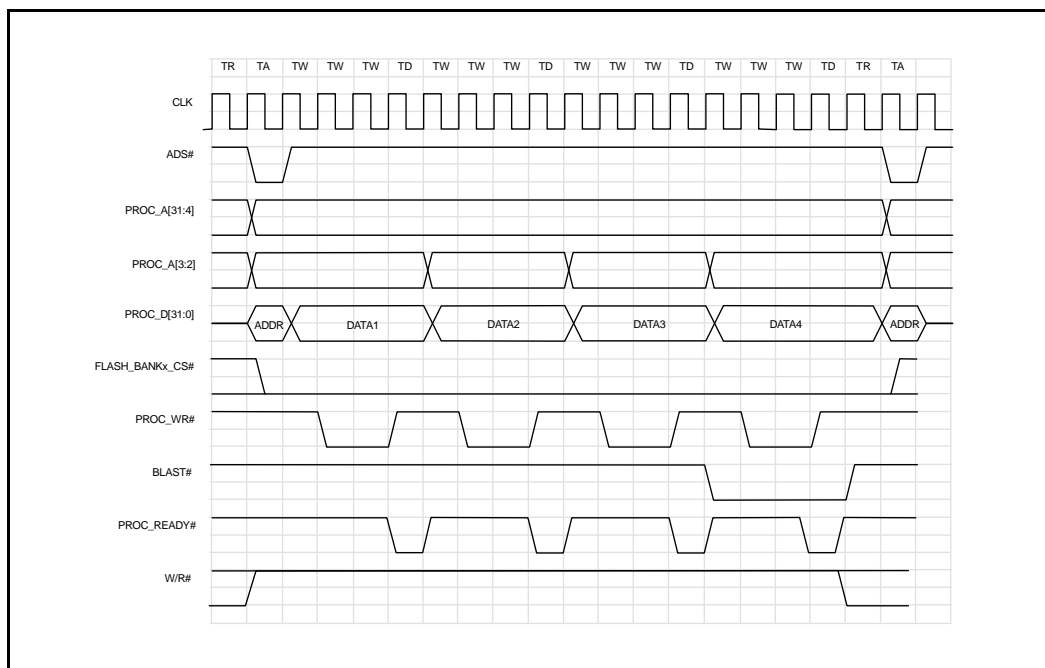 TR TA TW TW TW TD TW TW TW TD TW TW TW TD TW TW TW TD TR TA
CLK
ADS#
PROC_A[31:4]
PROC_A[3:2]
PROC_D[31:0] ADDR DATA1 DATA2 DATA3 DATA4 ADDR
FLASH_BANKx_CS#
PROC_WR#
BLAST#
PROC_READY#
W/R#